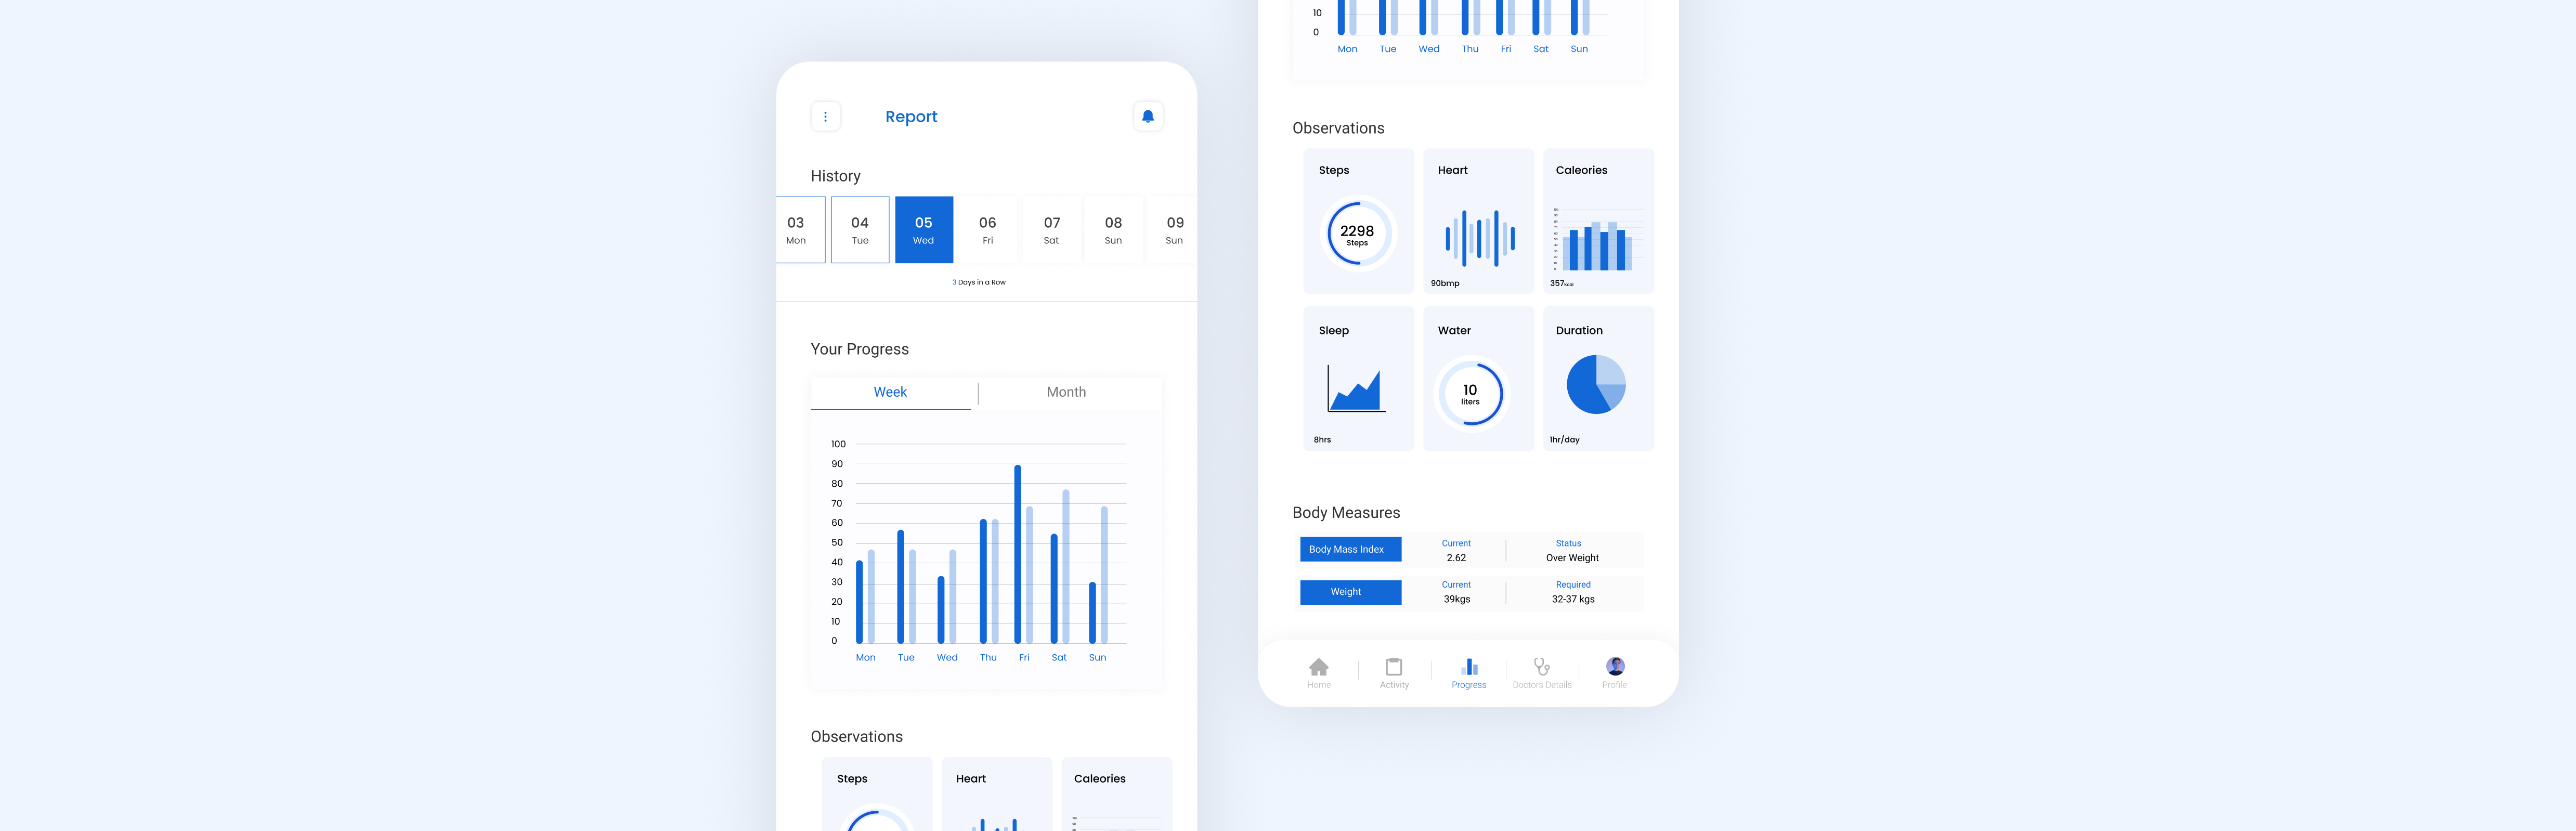 Report
History
03 04 05 06 07 08 09
Mon Tue Wed Fri Sat Sun Sun
3 Days in a Row
Your Progress
Week Month
100
90
80
70
60
50
40
30
20
10
0
Mon Tue Wed Thu Fri Sat Sun
Observations
Steps Heart Caleories
10
0
Mon Tue Wed Thu Fri Sat Sun
Observations
Steps Heart Caleories
2298
Steps
90bmp
357Kcal
Sleep Water Duration
10
liters
8hrs
1hr/day
Body Measures
Body Mass Index
Current
2.62
Status
Over Weight
Weight
Current
39kgs
Required
32-37 kgs
Home Activity Progress Doctors Details Profile